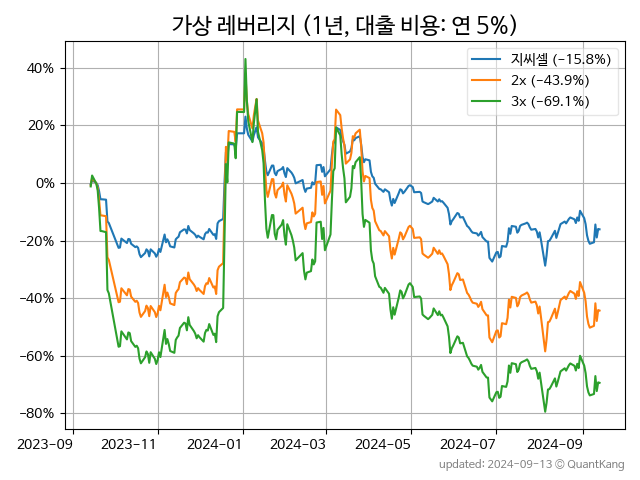 가상 레버리지 (1년, 대출 비용: 연 5%)
지씨셀 (-15.8%)
2x (-43.9%)
3x (-69.1%)
40%
20%
0%
-20%
-40%
-60%
-80%
2023-09 2023-11 2024-01 2024-03 2024-05 2024-07 2024-09
updated: 2024-09-13 © QuantKang